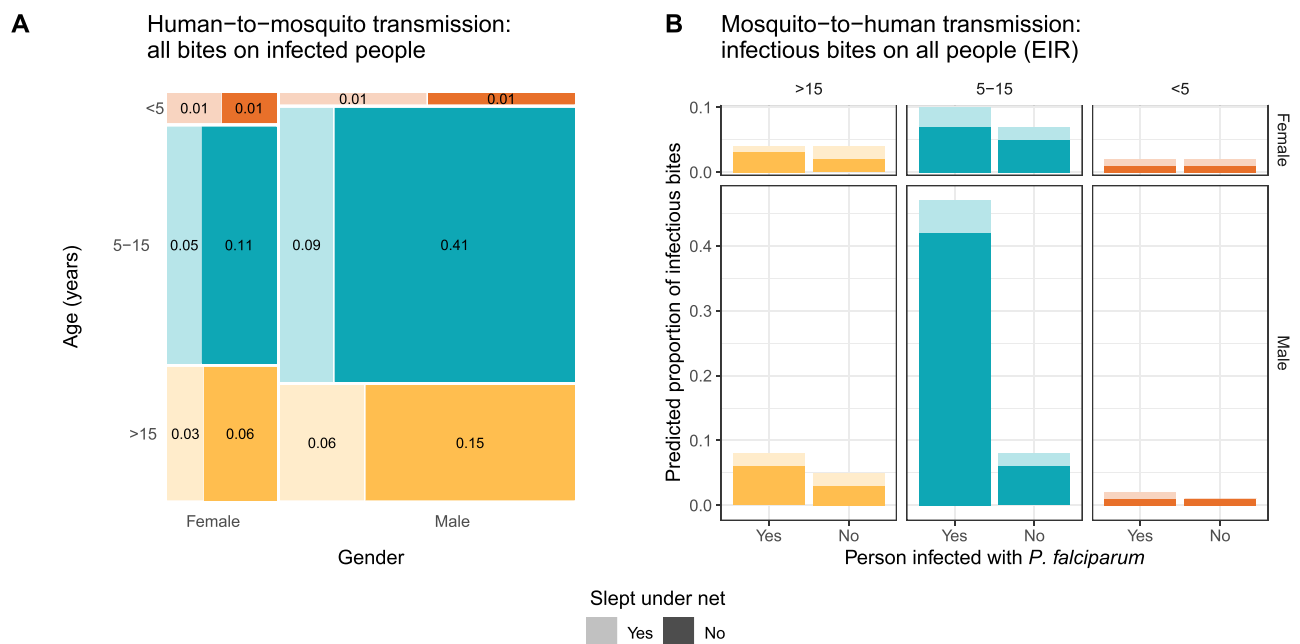 A
Human−to−mosquito transmission:
all bites on infected people
<5
0.01
0.01
0.01
0.01
5−15
0.05
0.11
0.09
0.41
>15
0.03
0.06
0.06
0.15
Age (years)
Female
Male
Gender
B
Mosquito−to−human transmission:
infectious bites on all people (EIR)
>15
5−15
<5
0.1
0.0
Female
0.4
0.3
0.2
0.1
0.0
Male
Predicted proportion of infectious bites
Yes
No
Yes
No
Yes
No
Person infected with P. falciparum
Slept under net
Yes
No